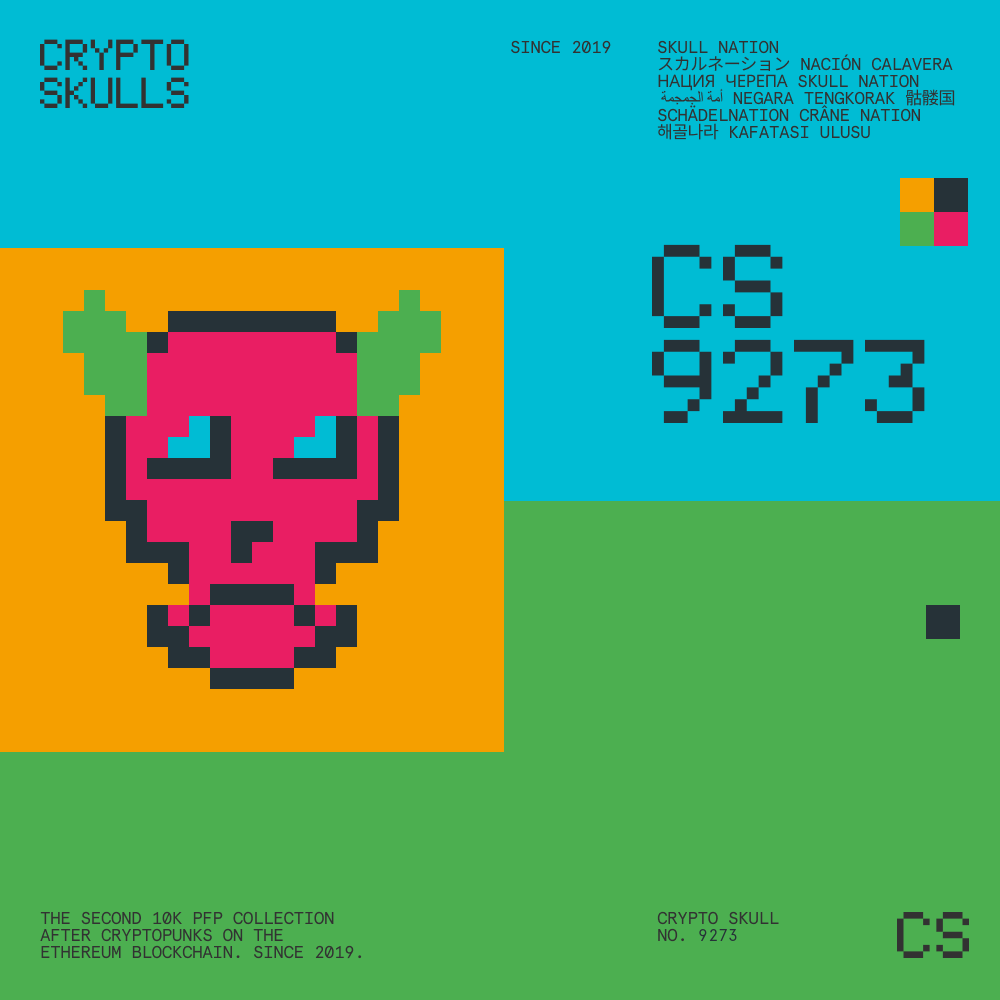 CRYPTO
SKULLS
SINCE 2019
SKULL NATION
スカルネーション NACIÓN CALAVERA
НАЦИЯ ЧЕРЕПА SKULL NATION
أمة الجمجمة NEGARA TENGKORAK 骷髅国
SCHÄDELNATION CRÂNE NATION
해골나라 KAFATASI ULUSU
CS
9273
THE SECOND 10K PFP COLLECTION
AFTER CRYPTOPUNKS ON THE
ETHEREUM BLOCKCHAIN. SINCE 2019.
CRYPTO SKULL
NO. 9273
CS